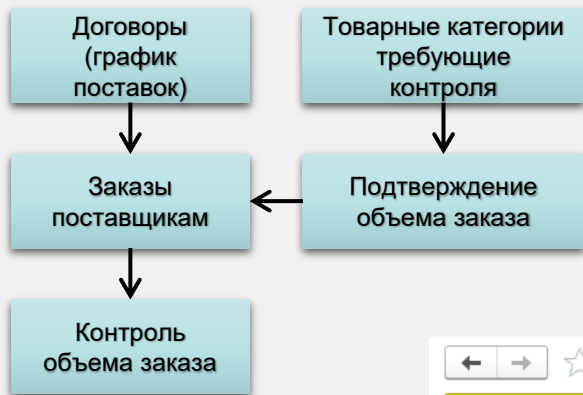 Договоры
(график
поставок)
Товарные категории
требующие
контроля
Заказы
поставщикам
Подтверждение
объема заказа
Контроль
объема заказа